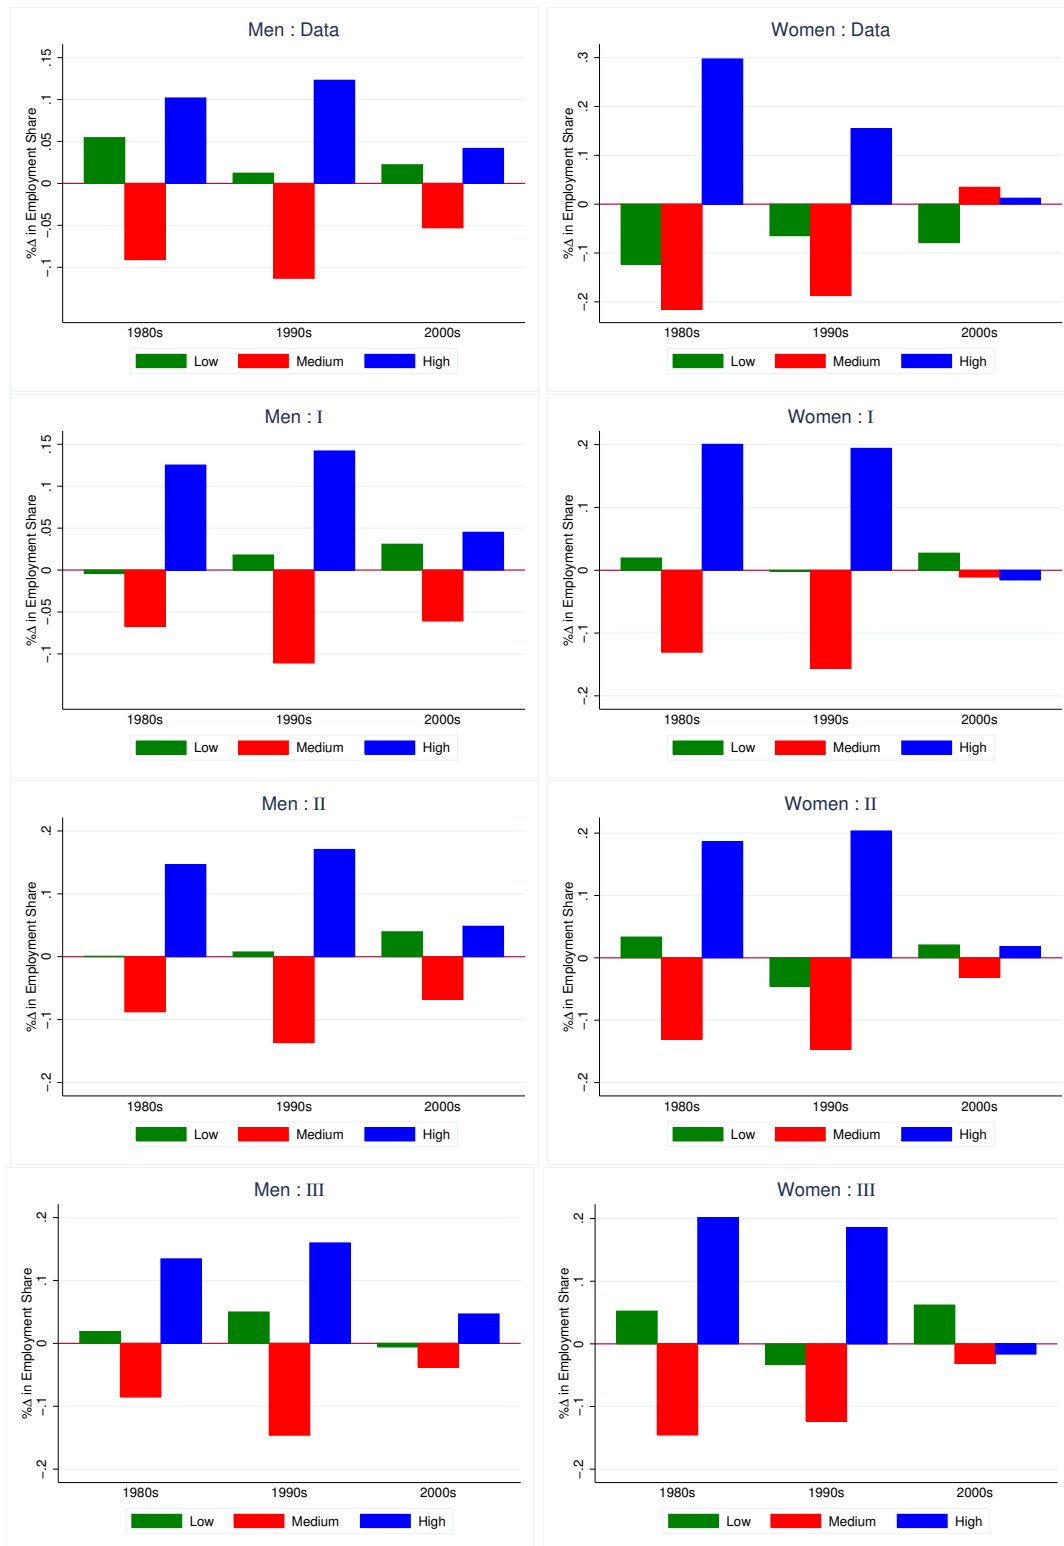 Men : Data
%Δ in Employment Share
.15
.1
.05
0
-.05
-.1
1980s 1990s 2000s
Low Medium High
Women : Data
%Δ in Employment Share
.3
.2
.1
0
-.1
-.2
1980s 1990s 2000s
Low Medium High
Men : I
%Δ in Employment Share
.15
.1
.05
0
-.05
-.1
1980s 1990s 2000s
Low Medium High
Women : I
%Δ in Employment Share
.2
.1
0
-.1
-.2
1980s 1990s 2000s
Low Medium High
Men : II
%Δ in Employment Share
.2
.1
0
-.1
-.2
1980s 1990s 2000s
Low Medium High
Women : II
%Δ in Employment Share
.2
.1
0
-.1
-.2
1980s 1990s 2000s
Low Medium High
Men : III
%Δ in Employment Share
.2
.1
0
-.1
-.2
1980s 1990s 2000s
Low Medium High
Women : III
%Δ in Employment Share
.2
.1
0
-.1
-.2
1980s 1990s 2000s
Low Medium High